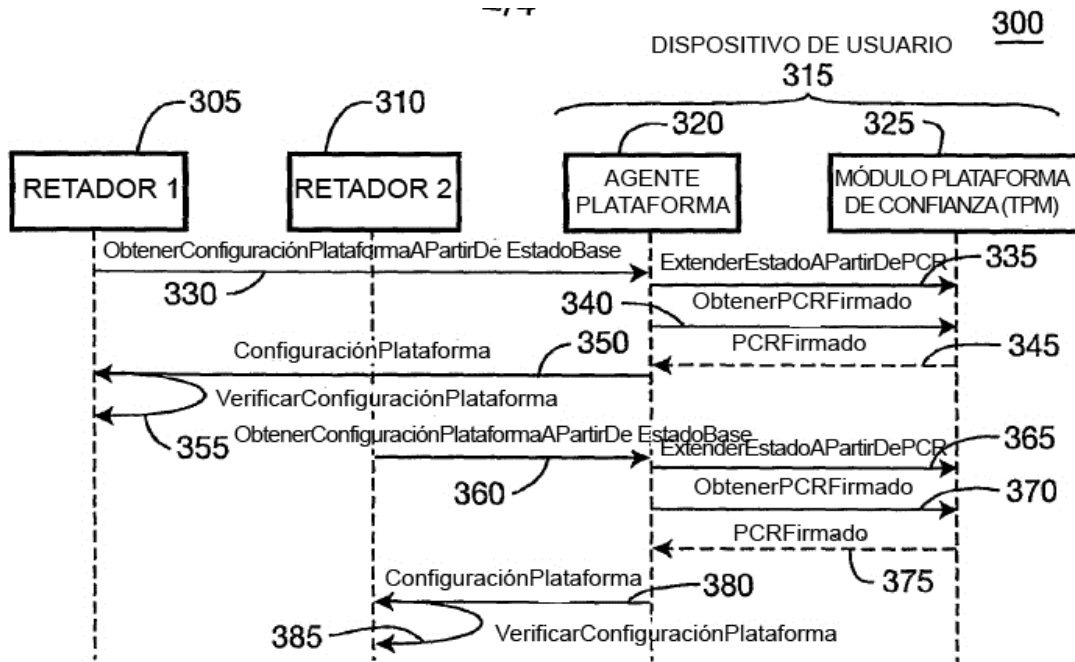 300
DISPOSITIVO DE USUARIO
315
305
310
320
325
RETADOR 1
RETADOR 2
AGENTE
PLATAFORMA
MÓDULO PLATAFORMA
DE CONFIANZA (TPM)
ObtenerConfiguraciónPlataformaAPartirDe EstadoBase
330
ExtenderEstadoAPartirDePCR
335
340
ObtenerPCRFirmado
ConfiguraciónPlataforma
350
PCRFirmado
345
VerificarConfiguraciónPlataforma
355
ObtenerConfiguraciónPlataformaAPartirDe EstadoBase
360
ExtenderEstadoAPartirDePCR
365
ObtenerPCRFirmado
370
PCRFirmado
375
ConfiguraciónPlataforma
380
385
VerificarConfiguraciónPlataforma